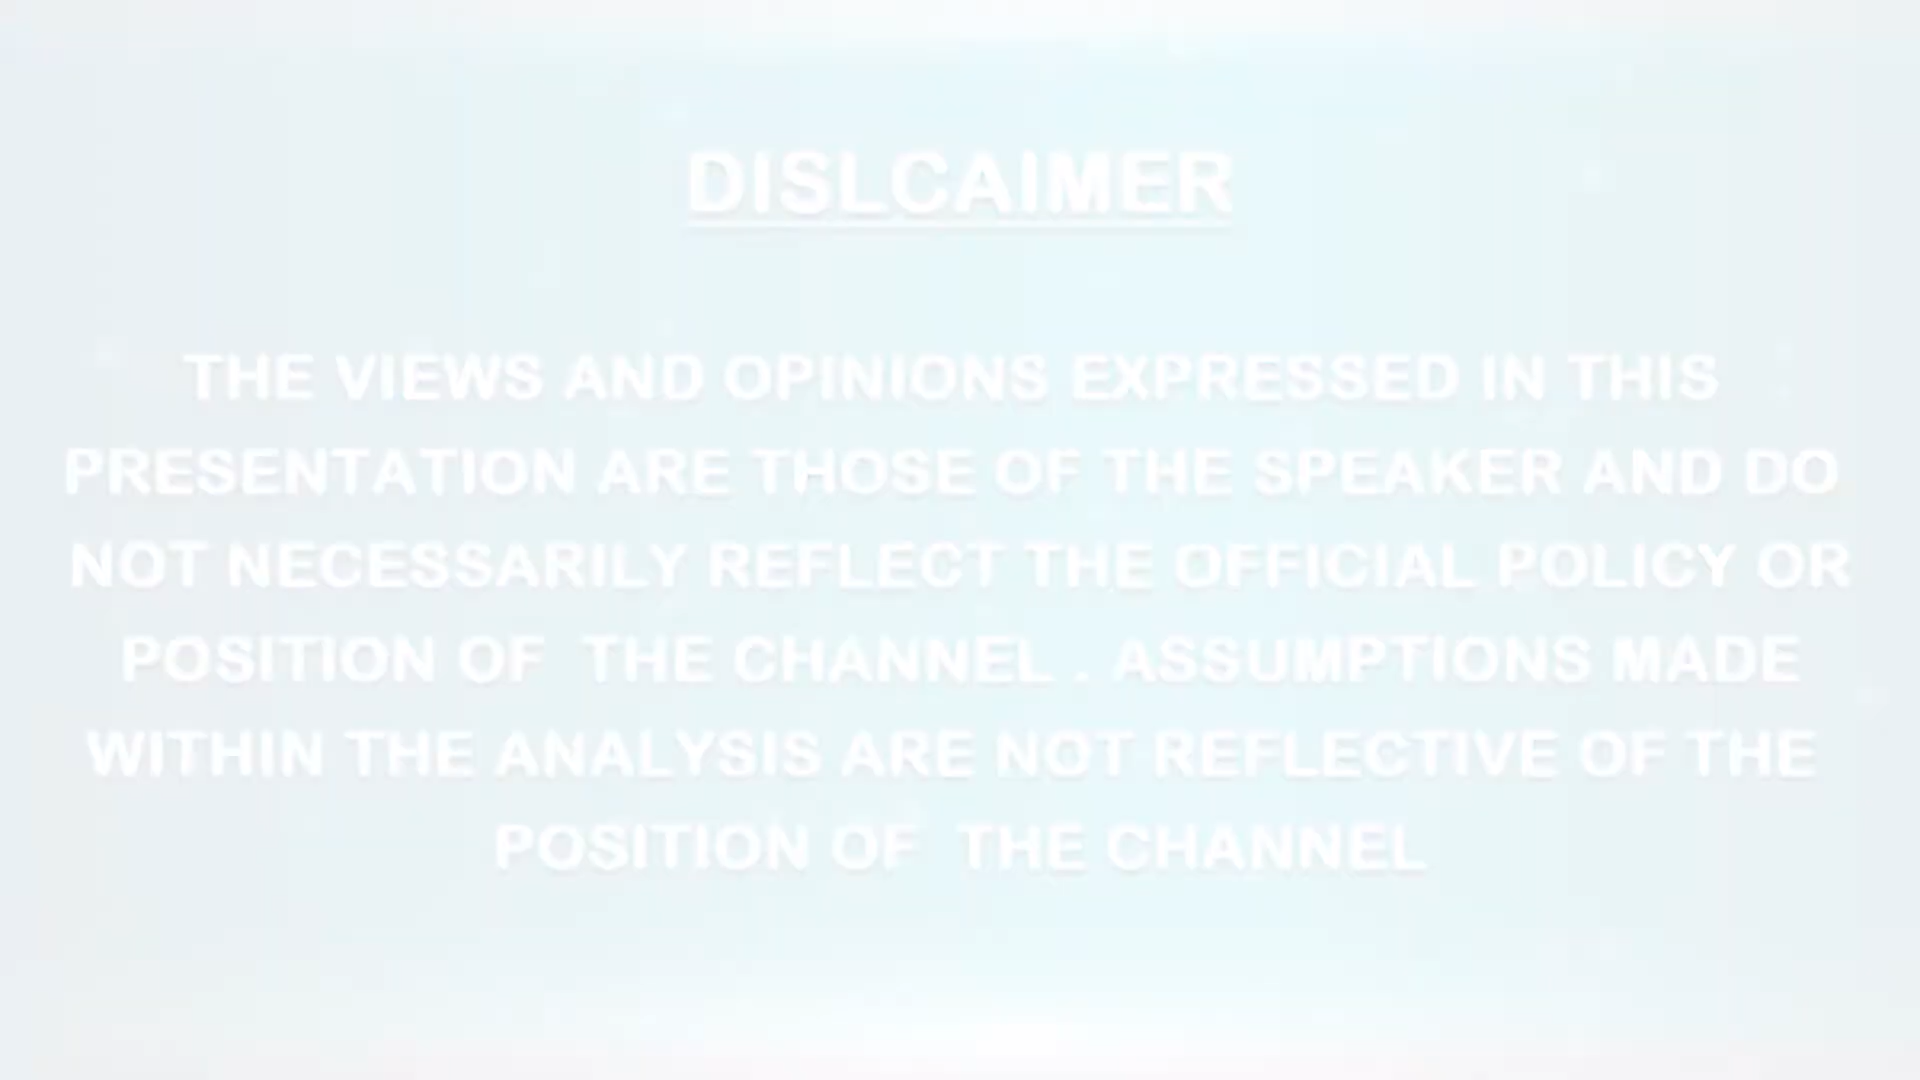 DISLCAIMER
THE VIEWS AND OPINIONS EXPRESSED IN THIS
PRESENTATION ARE THOSE OF THE SPEAKER AND DO
NOT NECESSARILY REFLECT THE OFFICIAL POLICY OR
POSITION OF  THE CHANNEL . ASSUMPTIONS MADE
WITHIN THE ANALYSIS ARE NOT REFLECTIVE OF THE
POSITION OF  THE CHANNEL